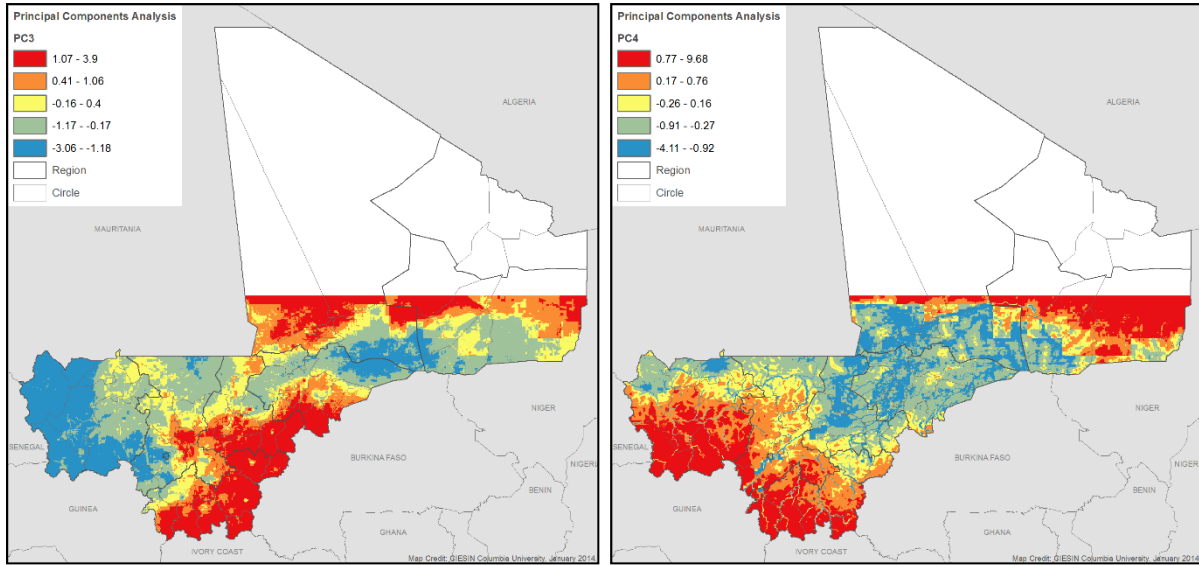 Principal Components Analysis
PC3
1.07 - 3.9
0.41 - 1.06
-0.16 - 0.4
-1.17 - -0.17
-3.06 - -1.18
Region
Circle
ALGERIA
MAURITANIA
NIGER
SENEGAL
BURKINA FASO
NIGERIA
BENIN
GUINEA
GHANA
IVORY COAST
Map Credit: CIESIN Columbia University, January 2014
Principal Components Analysis
PC4
0.77 - 9.68
0.17 - 0.76
-0.26 - 0.16
-0.91 - -0.27
-4.11 - -0.92
Region
Circle
ALGERIA
MAURITANIA
NIGER
SENEGAL
BURKINA FASO
NIGERIA
BENIN
GUINEA
GHANA
IVORY COAST
Map Credit: CIESIN Columbia University, January 2014